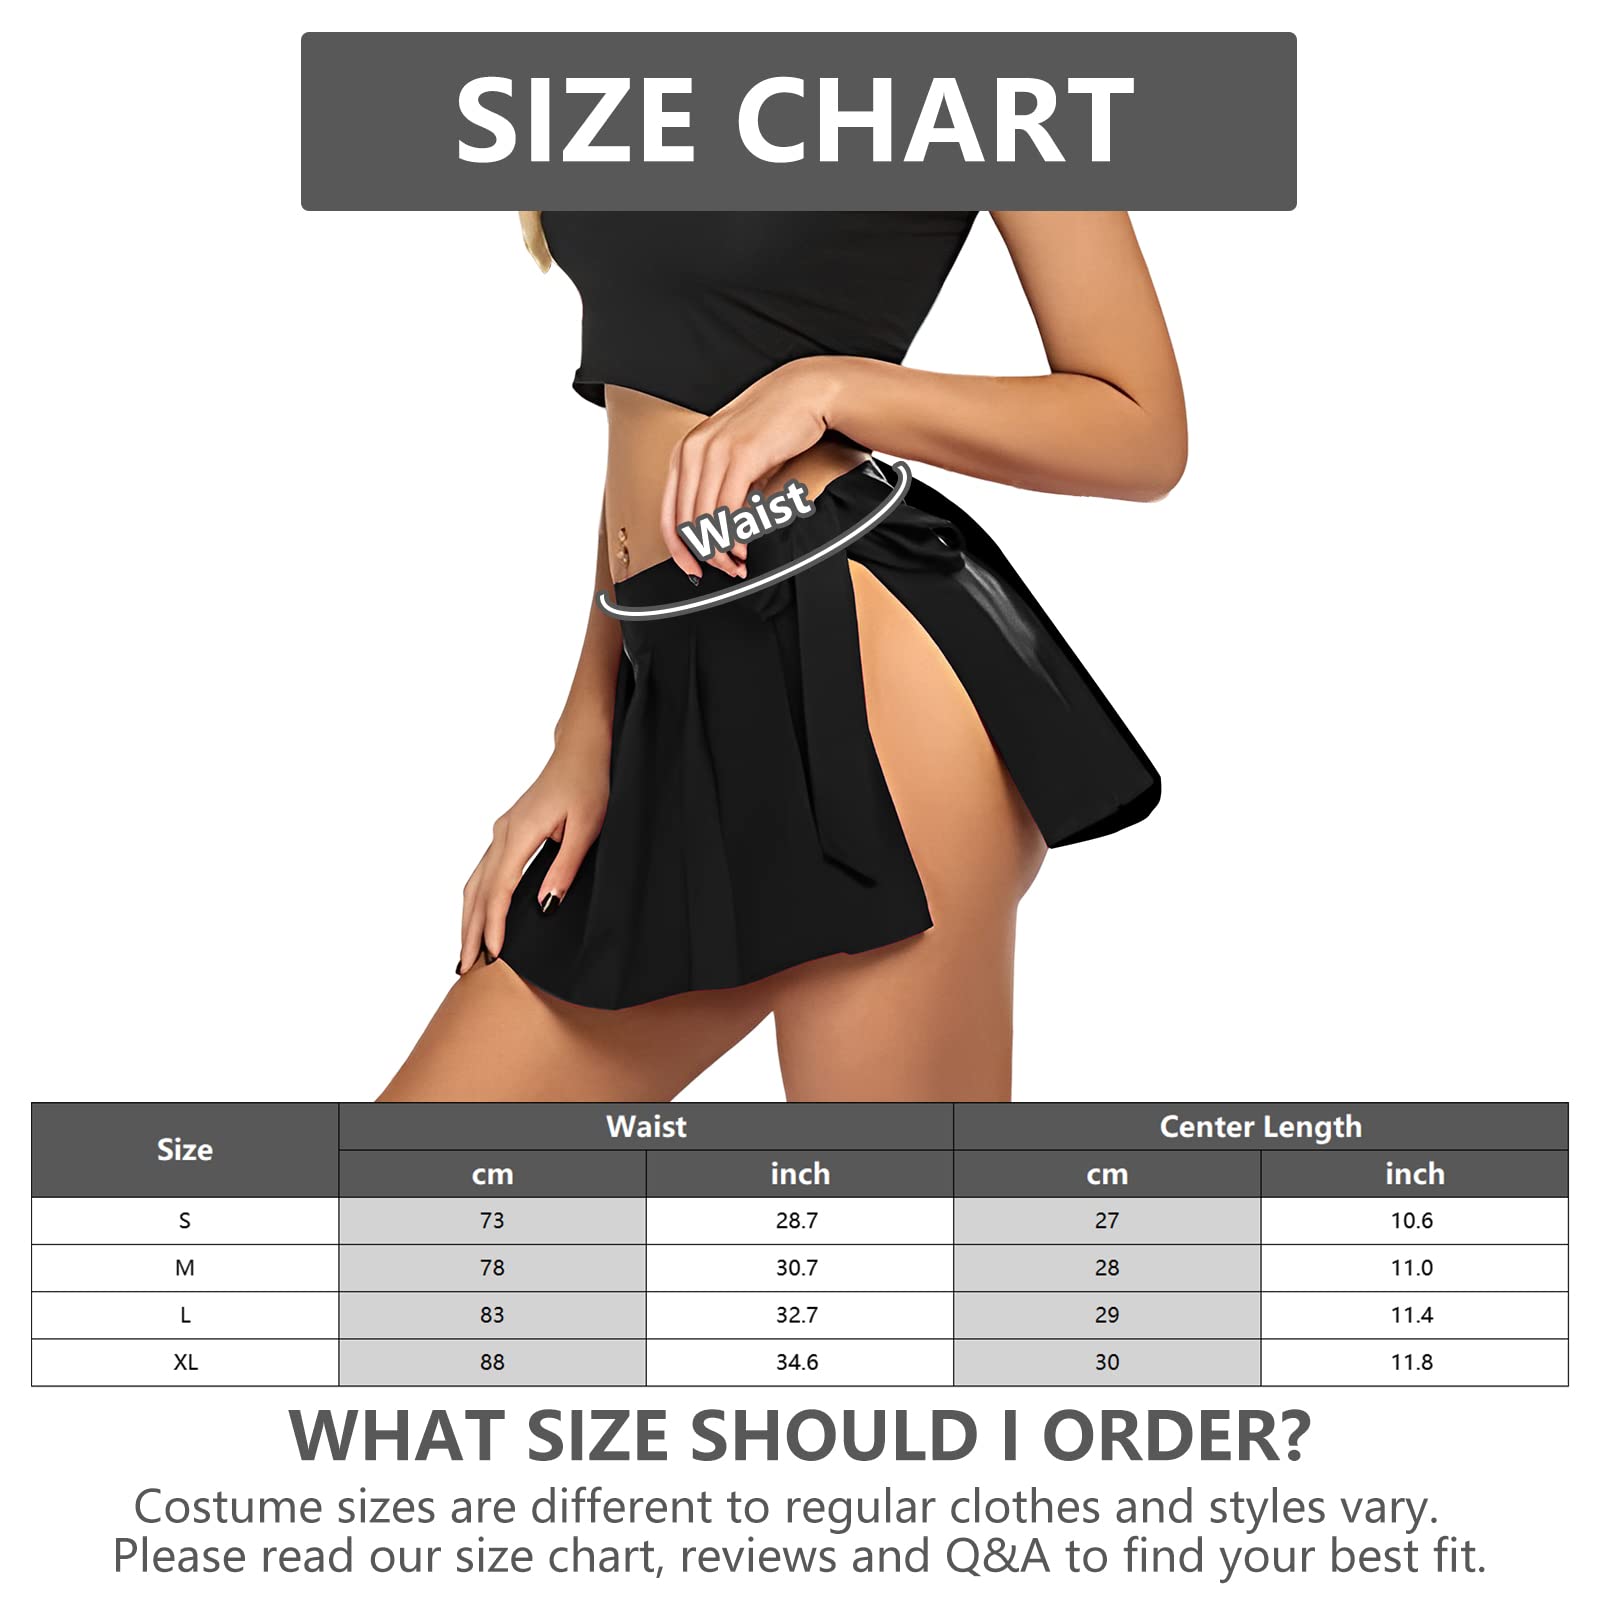 SIZE CHART
Waist
Size Waist Center Length
cm inch cm inch
S 73 28.7 27 10.6
M 78 30.7 28 11.0
L 83 32.7 29 11.4
XL 88 34.6 30 11.8
WHAT SIZE SHOULD I ORDER?
Costume sizes are different to regular clothes and styles vary.
Please read our size chart, reviews and Q&A to find your best fit.